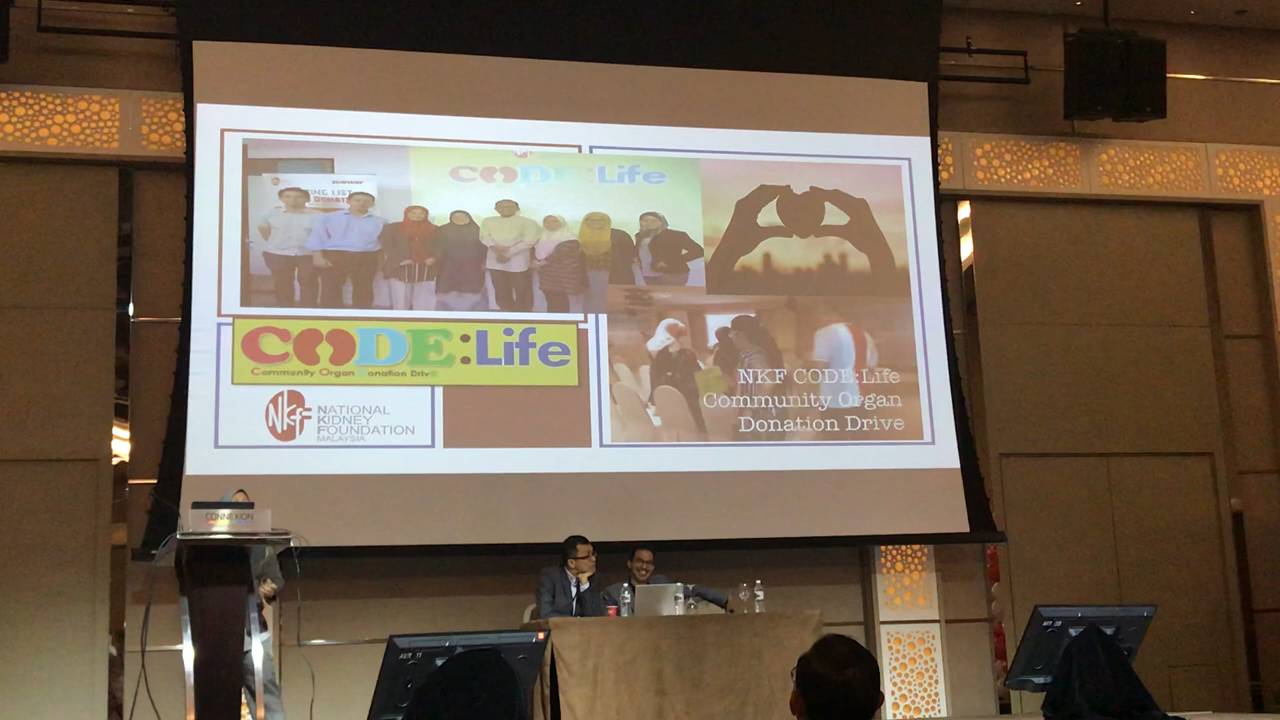 CODE:Life
CODE:Life
Community Organ Donation Drive
NKF
NATIONAL
KIDNEY
FOUNDATION
MALAYSIA
NKF CODE:Life
Community Organ
Donation Drive
CONNEXION